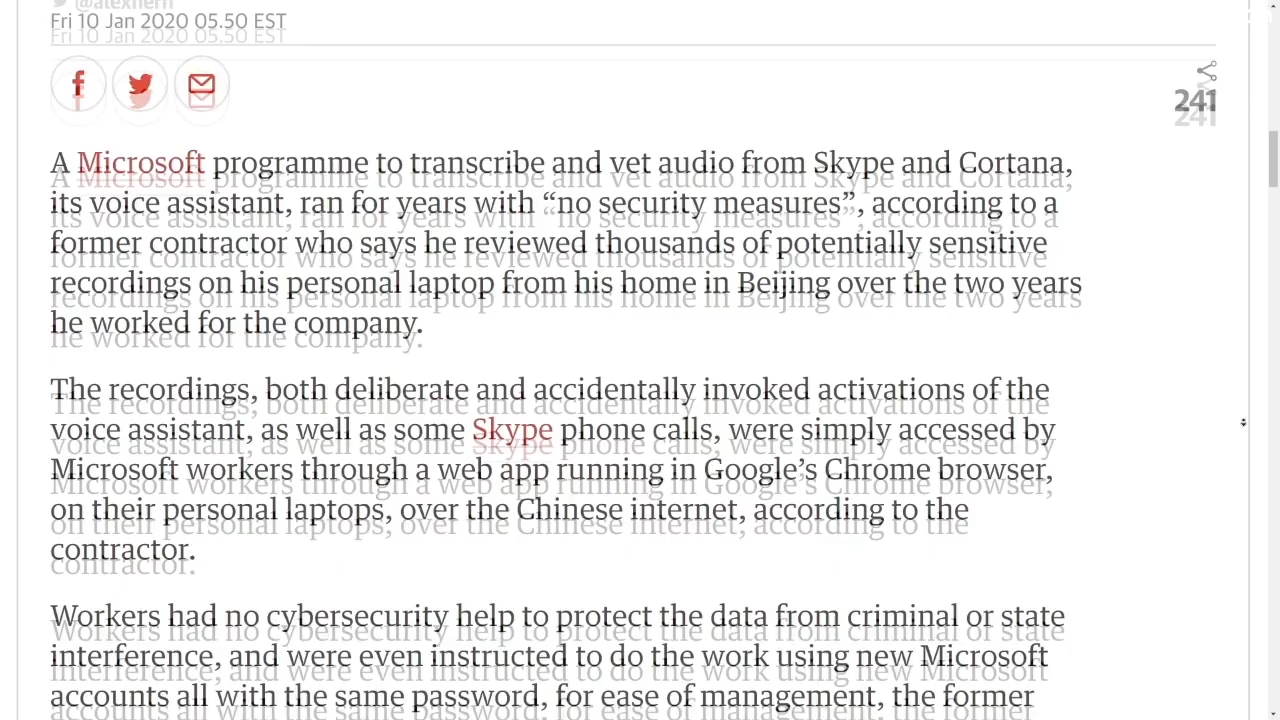 @alexhern
Fri 10 Jan 2020 05.50 EST
241
A Microsoft programme to transcribe and vet audio from Skype and Cortana,
its voice assistant, ran for years with “no security measures”, according to a
former contractor who says he reviewed thousands of potentially sensitive
recordings on his personal laptop from his home in Beijing over the two years
he worked for the company.
The recordings, both deliberate and accidentally invoked activations of the
voice assistant, as well as some Skype phone calls, were simply accessed by
Microsoft workers through a web app running in Google’s Chrome browser,
on their personal laptops, over the Chinese internet, according to the
contractor.
Workers had no cybersecurity help to protect the data from criminal or state
interference, and were even instructed to do the work using new Microsoft
accounts all with the same password, for ease of management, the former